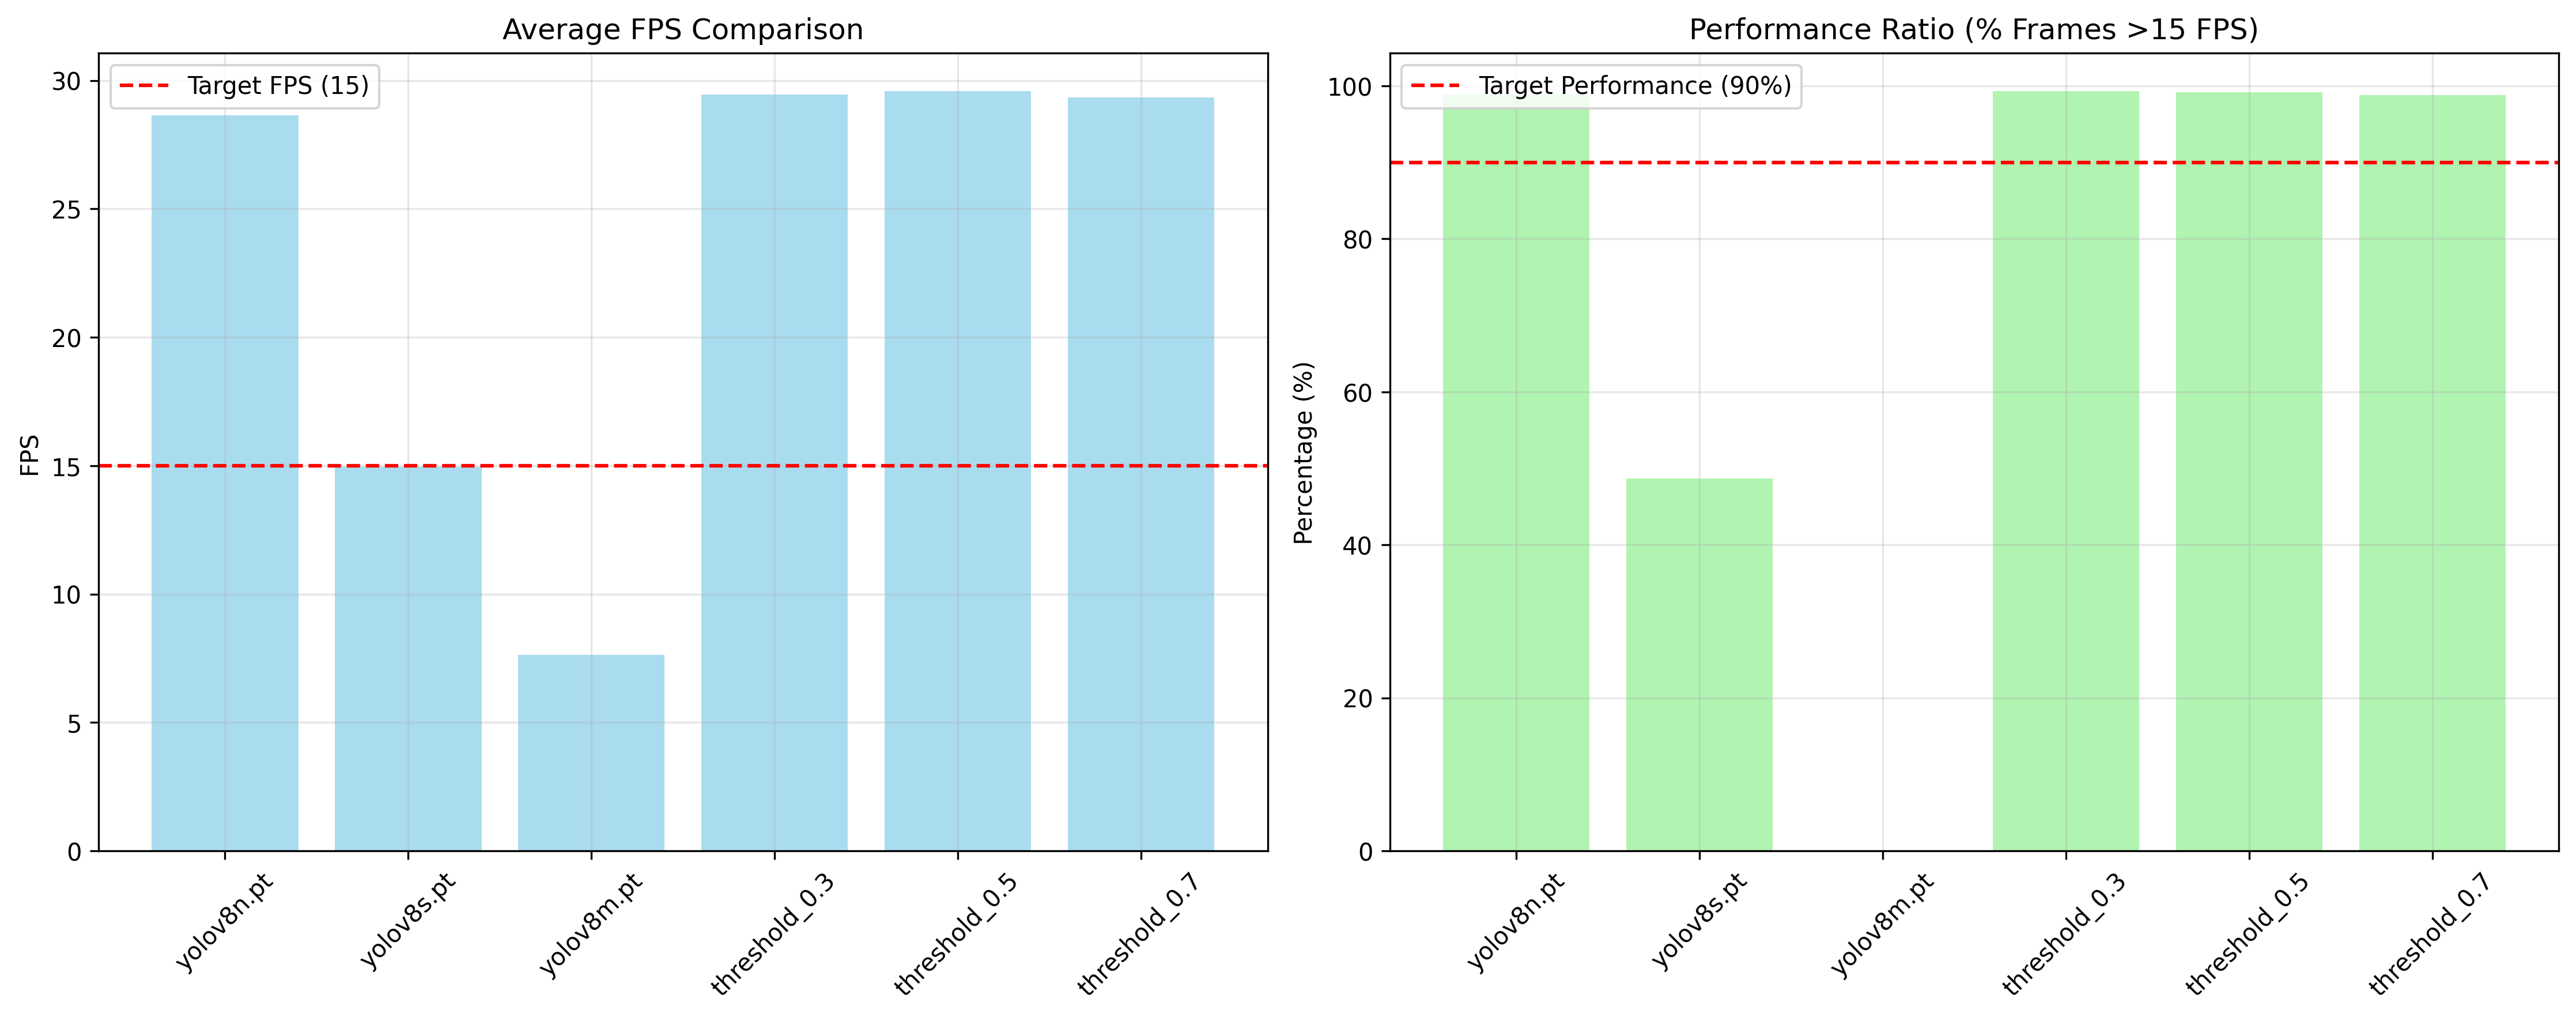 Average FPS Comparison
Target FPS (15)
30
25
20
15
10
5
0
FPS
yolov8n.pt
yolov8s.pt
yolov8m.pt
threshold_0.3
threshold_0.5
threshold_0.7
Performance Ratio (% Frames >15 FPS)
Target Performance (90%)
100
80
60
40
20
0
Percentage (%)
yolov8n.pt
yolov8s.pt
yolov8m.pt
threshold_0.3
threshold_0.5
threshold_0.7